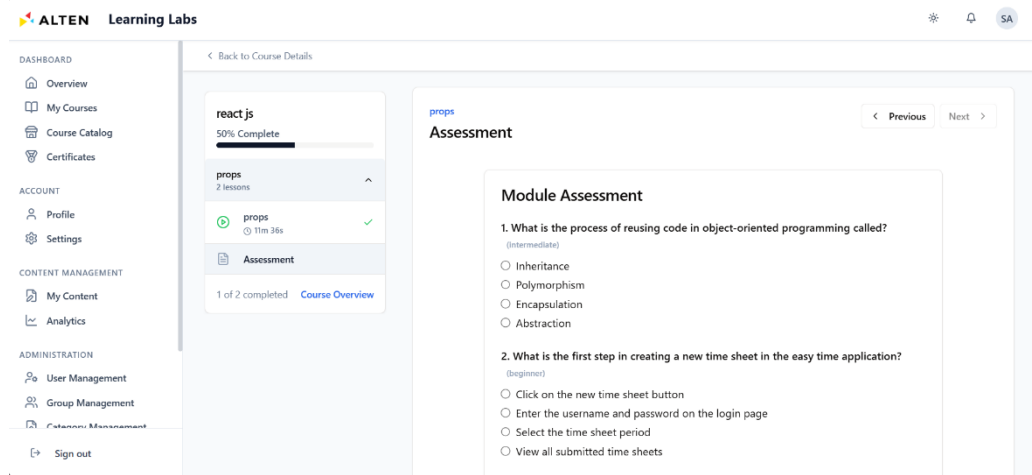 ALTEN Learning Labs
SA
DASHBOARD
Overview
My Courses
Course Catalog
Certificates
ACCOUNT
Profile
Settings
CONTENT MANAGEMENT
My Content
Analytics
ADMINISTRATION
User Management
Group Management
Category Management
Sign out
Back to Course Details
react js
50% Complete
props
2 lessons
props
11m 36s
Assessment
1 of 2 completed Course Overview
props
Assessment
Previous Next
Module Assessment
1. What is the process of reusing code in object-oriented programming called?
(intermediate)
Inheritance
Polymorphism
Encapsulation
Abstraction
2. What is the first step in creating a new time sheet in the easy time application?
(beginner)
Click on the new time sheet button
Enter the username and password on the login page
Select the time sheet period
View all submitted time sheets